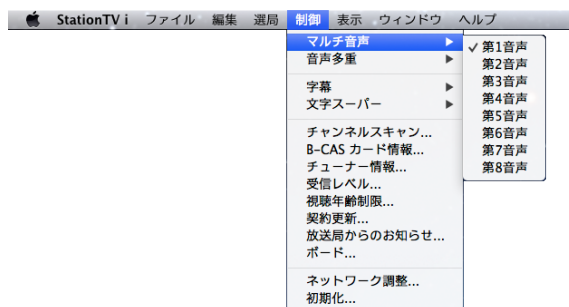 StationTV i ファイル 編集 選局 制御 表示 ウィンドウ ヘルプ
マルチ音声
音声多重
字幕
文字スーパー
チャンネルスキャン...
B-CAS カード情報...
チューナー情報...
受信レベル...
視聴年齢制限...
契約更新...
放送局からのお知らせ...
ボード...
ネットワーク調整...
初期化...
✓ 第1音声
第2音声
第3音声
第4音声
第5音声
第6音声
第7音声
第8音声